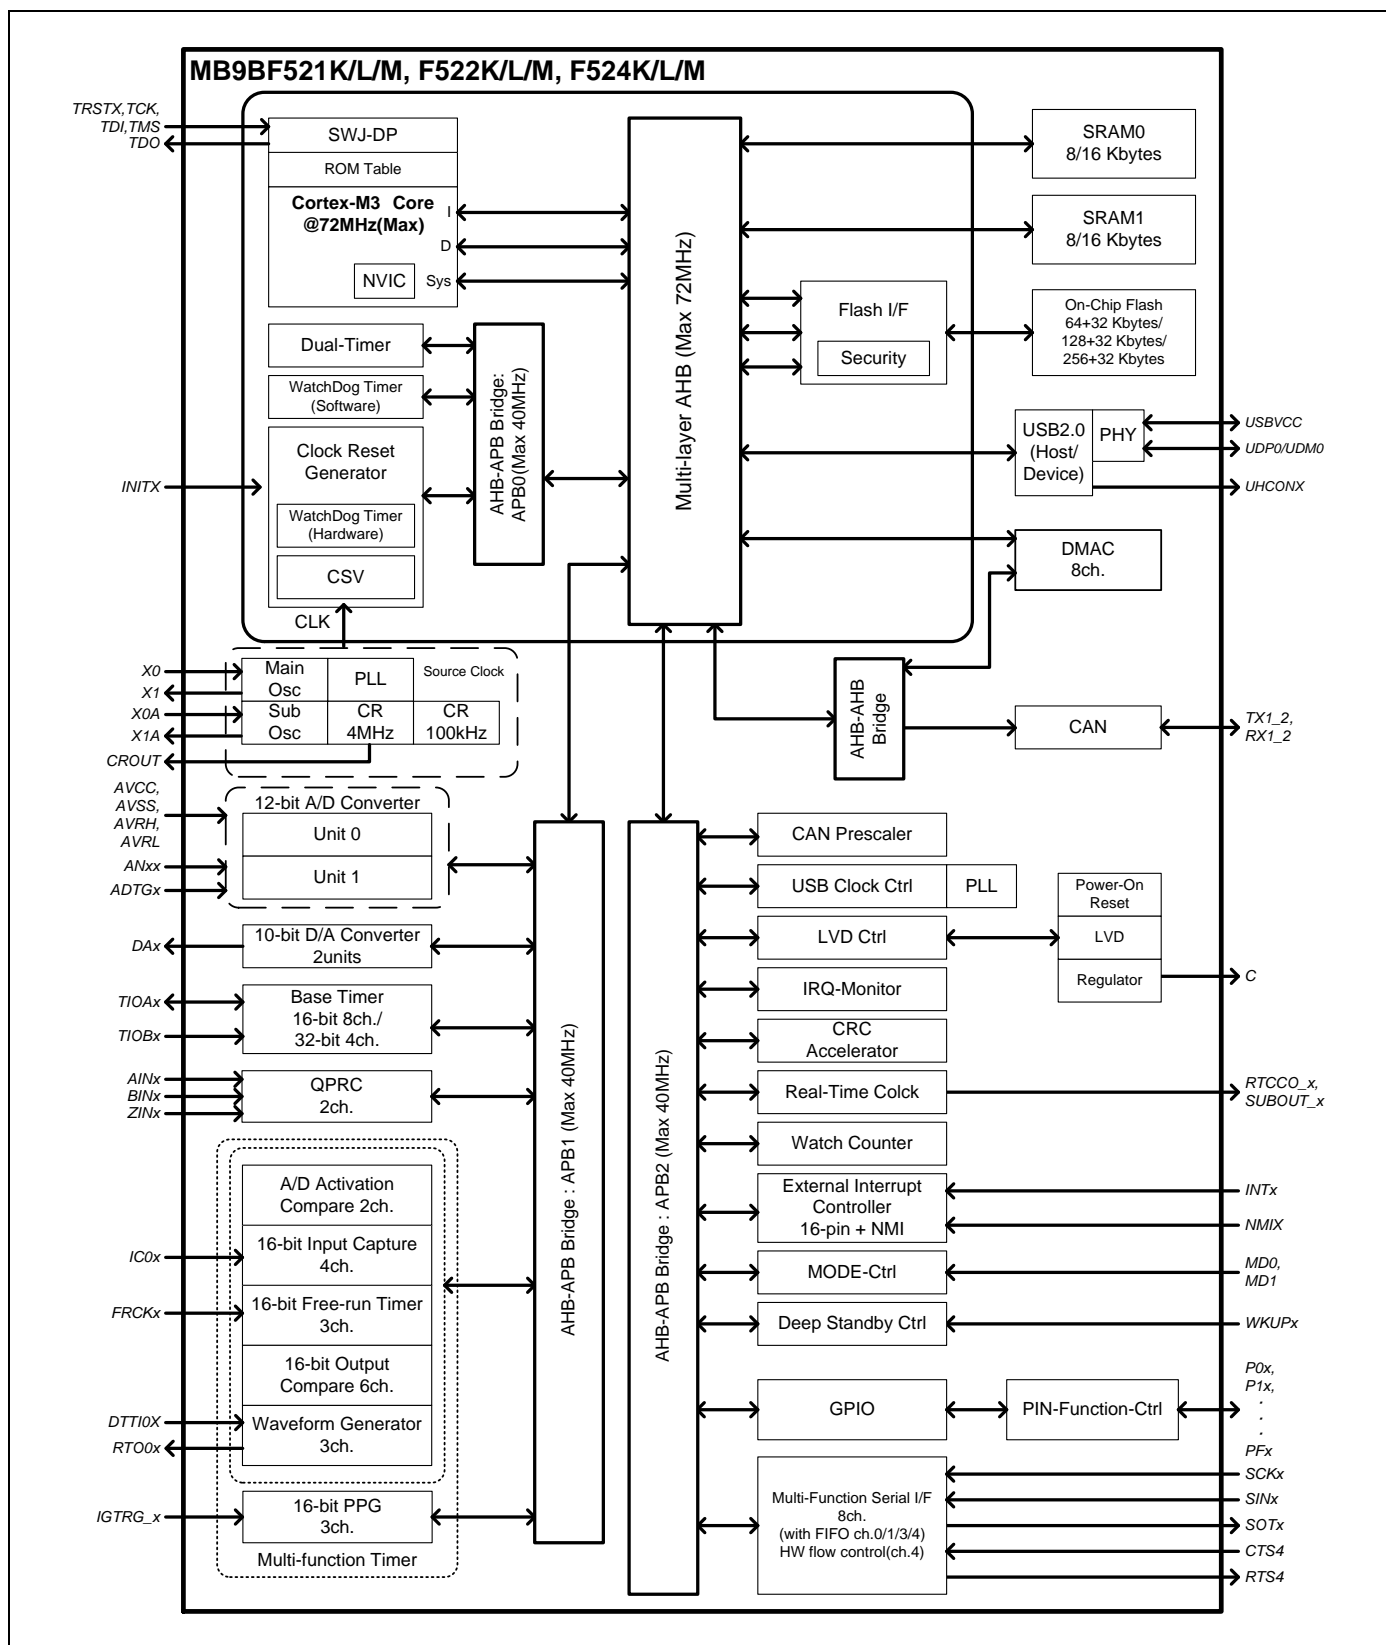 MB9BF521K/L/M, F522K/L/M, F524K/L/M
TRSTX,TCK,
TDI,TMS
TDO
SWJ-DP
ROM Table
Cortex-M3 Core
@72MHz(Max)
I
D
Sys
NVIC
Dual-Timer
WatchDog Timer
(Software)
Clock Reset
Generator
WatchDog Timer
(Hardware)
CSV
CLK
INITX
AHB-APB Bridge:
APB0(Max 40MHz)
Multi-layer AHB (Max 72MHz)
SRAM0
8/16 Kbytes
SRAM1
8/16 Kbytes
Flash I/F
Security
On-Chip Flash
64+32 Kbytes/
128+32 Kbytes/
256+32 Kbytes
USB2.0
(Host/
Device)
PHY
USBVCC
UDP0/UDM0
UHCONX
DMAC
8ch.
AHB-AHB
Bridge
CAN
TX1_2,
RX1_2
X0
X1
X0A
X1A
CROUT
Main
Osc
PLL
Source Clock
Sub
Osc
CR
4MHz
CR
100kHz
AVCC,
AVSS,
AVRH,
AVRL
ANxx
ADTGx
12-bit A/D Converter
Unit 0
Unit 1
DAx
10-bit D/A Converter
2units
TIOAx
TIOBx
Base Timer
16-bit 8ch./
32-bit 4ch.
AINx
BINx
ZINx
QPRC
2ch.
A/D Activation
Compare 2ch.
IC0x
16-bit Input Capture
4ch.
FRCKx
16-bit Free-run Timer
3ch.
16-bit Output
Compare 6ch.
DTTI0X
RTO0x
Waveform Generator
3ch.
IGTRG_x
16-bit PPG
3ch.
Multi-function Timer
AHB-APB Bridge : APB1 (Max 40MHz)
AHB-APB Bridge : APB2 (Max 40MHz)
CAN Prescaler
USB Clock Ctrl
PLL
LVD Ctrl
Power-On
Reset
LVD
Regulator
C
IRQ-Monitor
CRC
Accelerator
Real-Time Colck
RTCCO_x,
SUBOUT_x
Watch Counter
External Interrupt
Controller
16-pin + NMI
INTx
NMIX
MODE-Ctrl
MD0,
MD1
Deep Standby Ctrl
WKUPx
GPIO
PIN-Function-Ctrl
P0x,
P1x,
.
.
.
PFx
Multi-Function Serial I/F
8ch.
(with FIFO ch.0/1/3/4)
HW flow control(ch.4)
SCKx
SINx
SOTx
CTS4
RTS4